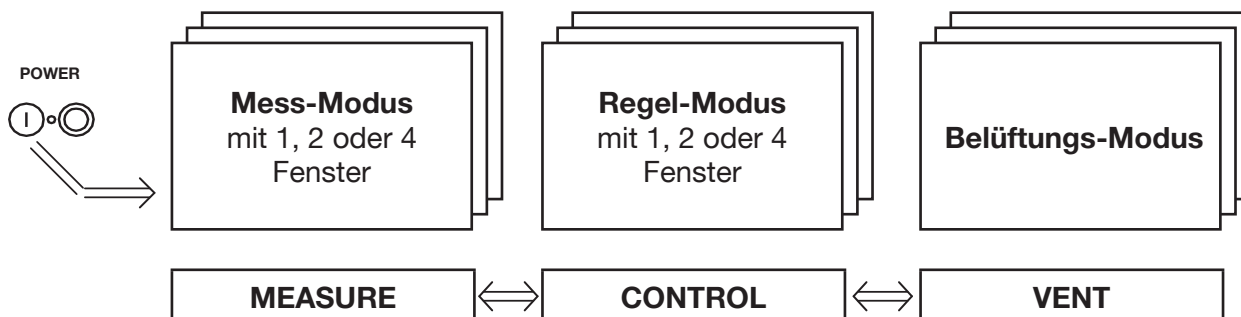 POWER
I
Mess-Modus
mit 1, 2 oder 4
Fenster
Regel-Modus
mit 1, 2 oder 4
Fenster
Belüftungs-Modus
MEASURE
CONTROL
VENT